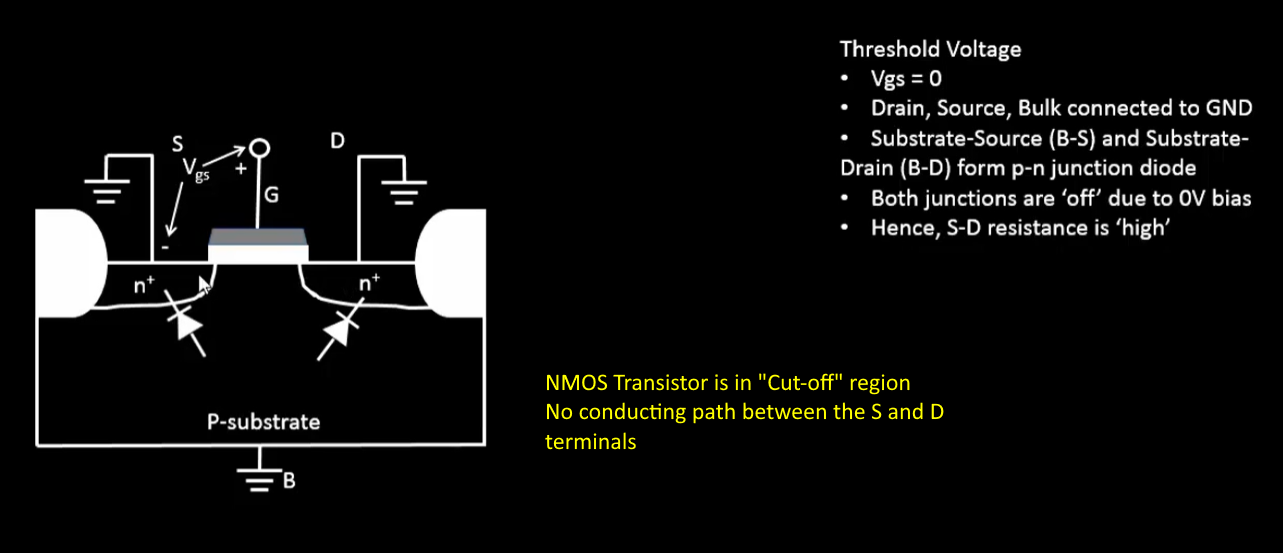 Threshold Voltage
• Vgs = 0
• Drain, Source, Bulk connected to GND
• Substrate-Source (B-S) and Substrate-
Drain (B-D) form p-n junction diode
• Both junctions are ‘off’ due to 0V bias
• Hence, S-D resistance is ‘high’
S
D
Vgs
+
G
-
n+
n+
P-substrate
B
NMOS Transistor is in "Cut-off" region
No conducting path between the S and D
terminals